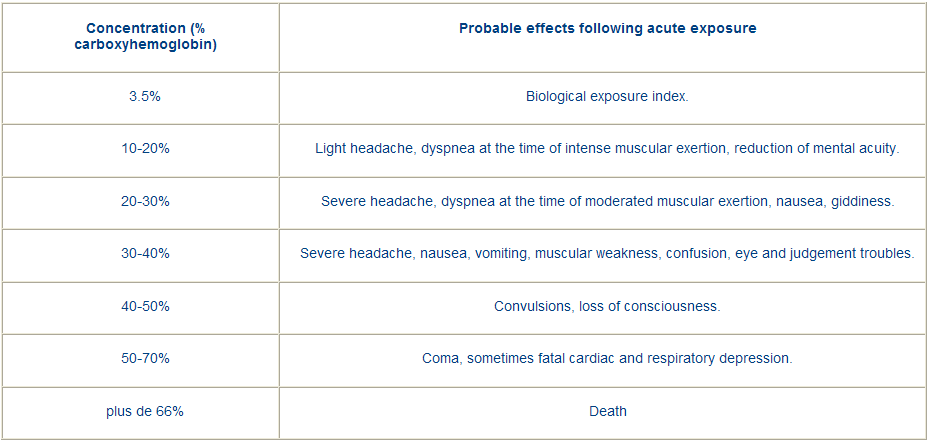 Concentration (%
carboxyhemoglobin)
Probable effects following acute exposure
3.5%
Biological exposure index.
10-20%
Light headache, dyspnea at the time of intense muscular exertion, reduction of mental acuity.
20-30%
Severe headache, dyspnea at the time of moderated muscular exertion, nausea, giddiness.
30-40%
Severe headache, nausea, vomiting, muscular weakness, confusion, eye and judgement troubles.
40-50%
Convulsions, loss of consciousness.
50-70%
Coma, sometimes fatal cardiac and respiratory depression.
plus de 66%
Death